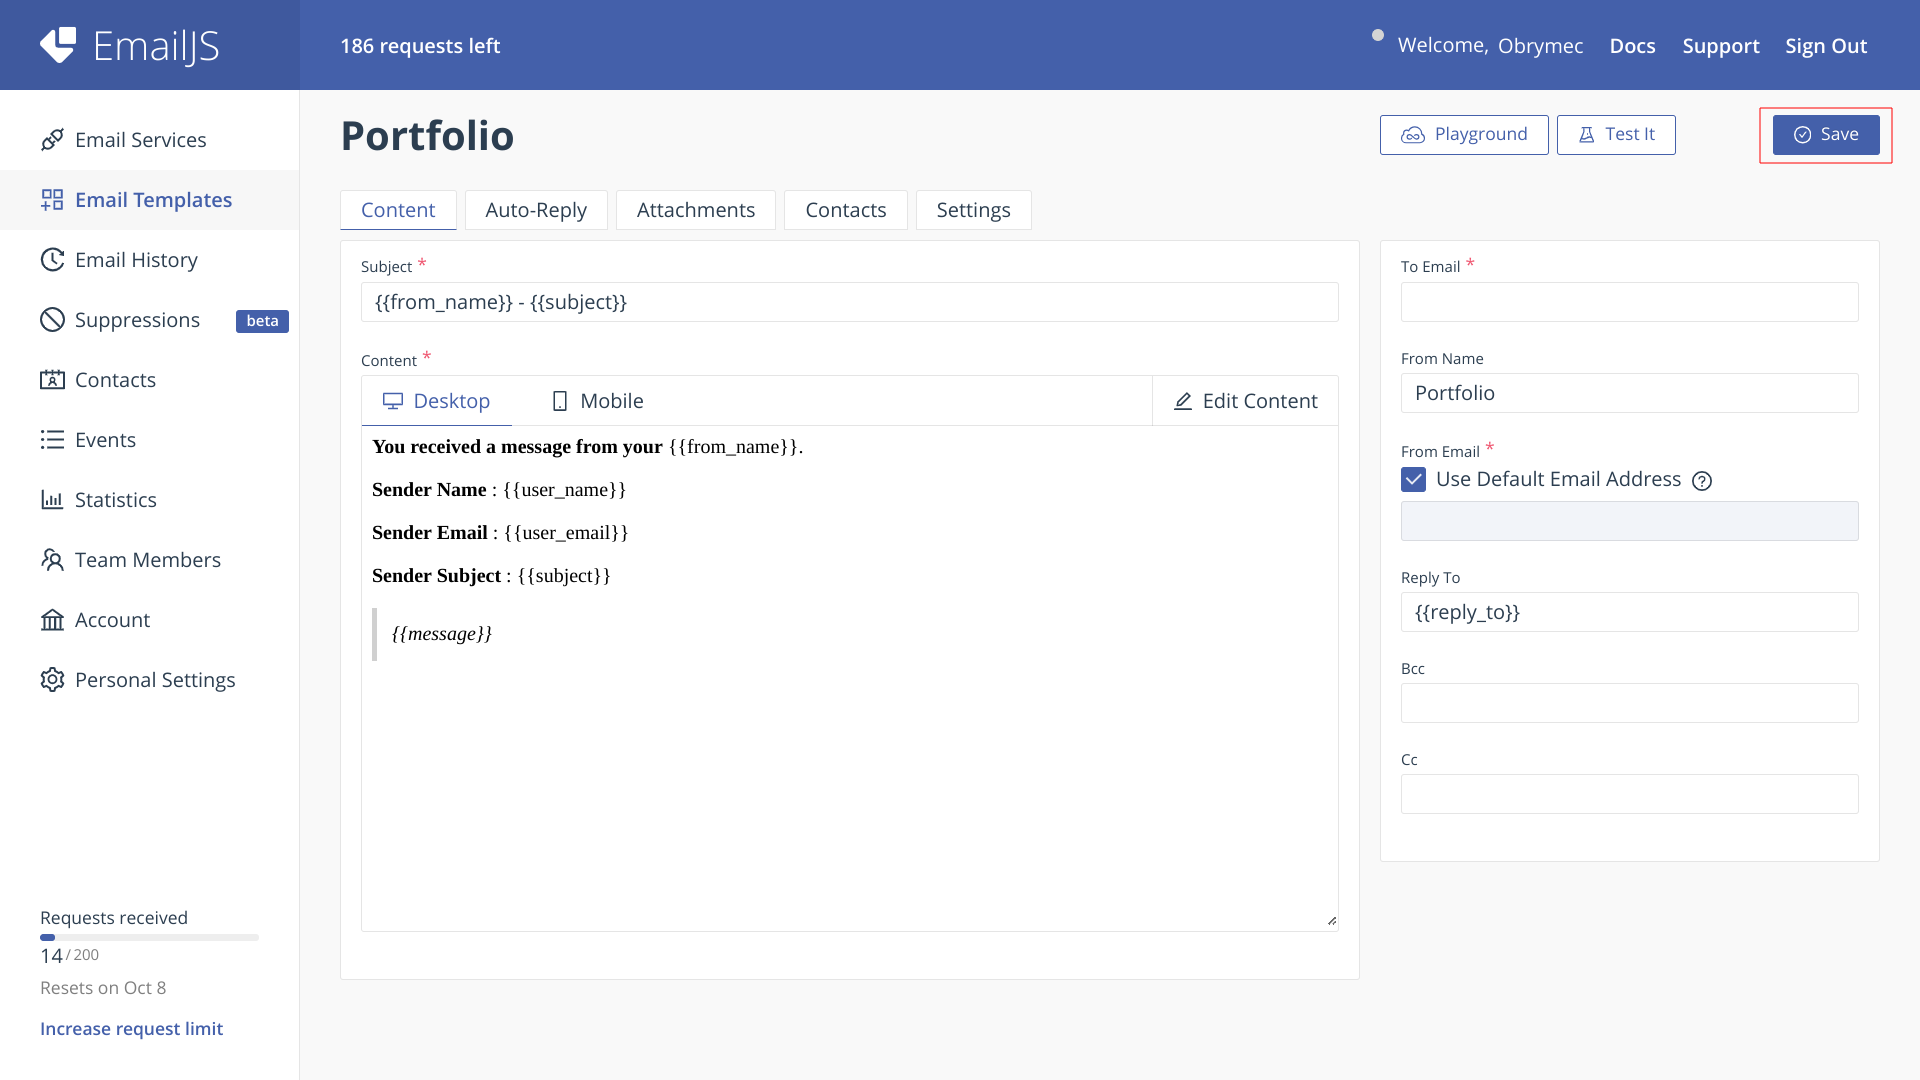 EmailJS
186 requests left
Welcome, Obrymec
Docs
Support
Sign Out
Email Services
Email Templates
Email History
Suppressions beta
Contacts
Events
Statistics
Team Members
Account
Personal Settings
Requests received
14 / 200
Resets on Oct 8
Increase request limit
Portfolio
Playground
Test It
Save
Content
Auto-Reply
Attachments
Contacts
Settings
Subject *
{{from_name}} - {{subject}}
Content *
Desktop
Mobile
Edit Content
You received a message from your {{from_name}}.
Sender Name : {{user_name}}
Sender Email : {{user_email}}
Sender Subject : {{subject}}
{{message}}
To Email *
From Name
Portfolio
From Email *
Use Default Email Address
Reply To
{{reply_to}}
Bcc
Cc